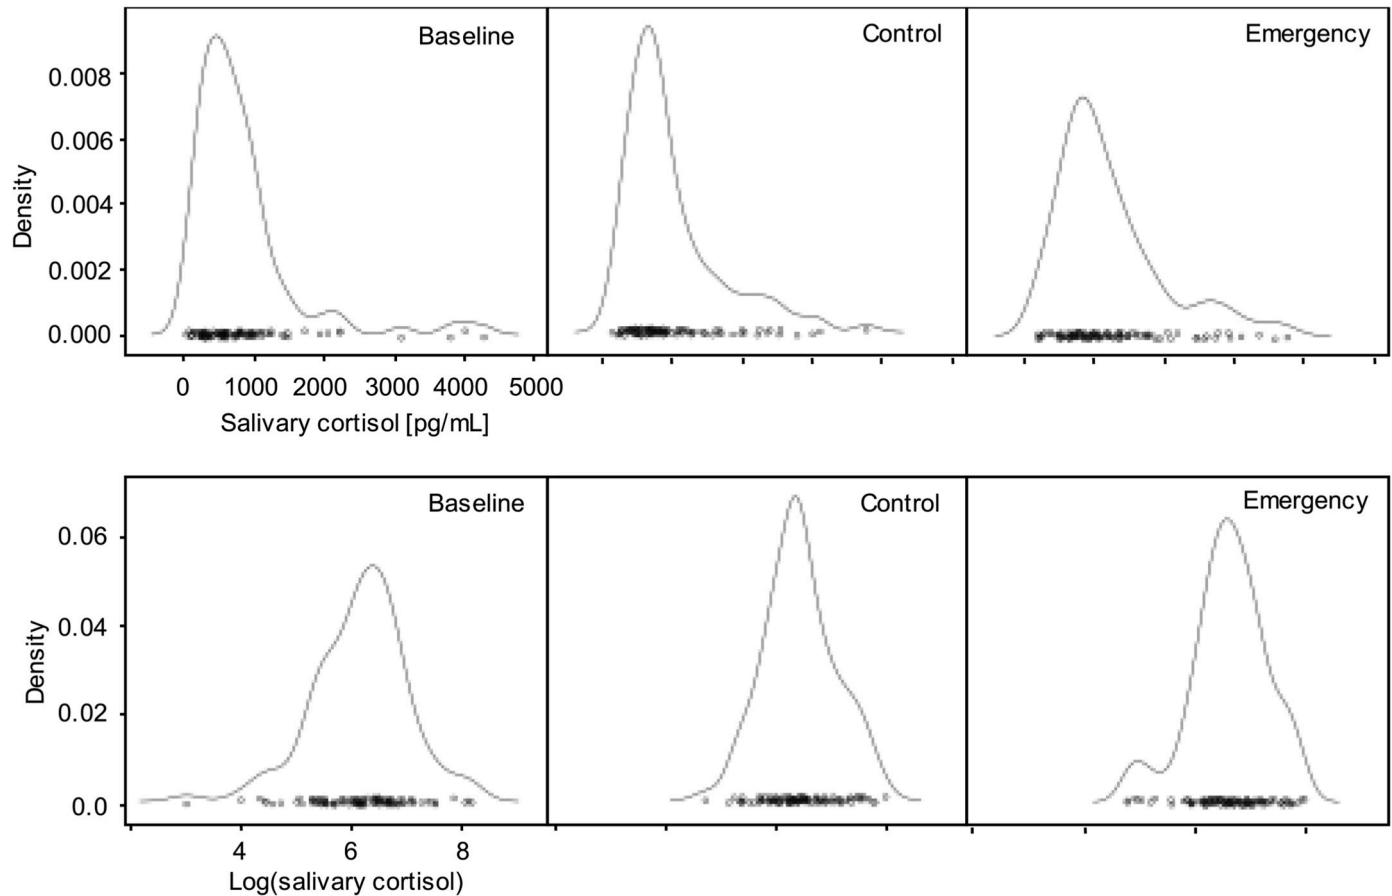 Baseline
Control
Emergency
Density
0.008
0.006
0.004
0.002
0.000
0 1000 2000 3000 4000 5000
Salivary cortisol [pg/mL]
Baseline
Control
Emergency
Density
0.06
0.04
0.02
0.0
4 6 8
Log(salivary cortisol)